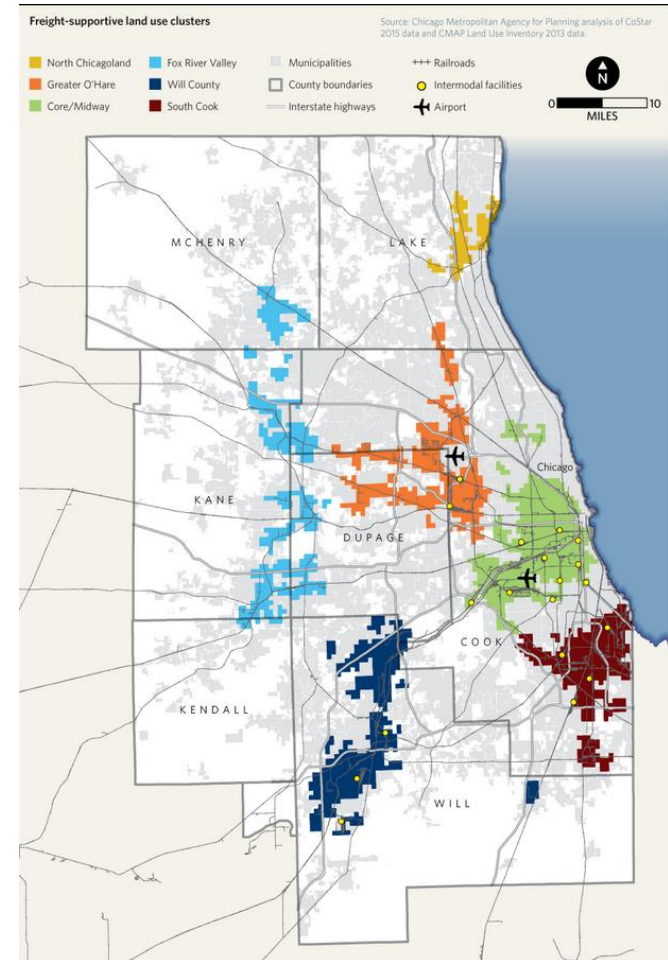 Freight-supportive land use clusters
Source: Chicago Metropolitan Agency for Planning analysis of CoStar
2015 data and CMAP Land Use Inventory 2013 data.
North Chicagoland
Fox River Valley
Municipalities
Railroads
Greater O'Hare
Will County
County boundaries
Intermodal facilities
Core/Midway
South Cook
Interstate highways
Airport
N
0
10
MILES
MCHENRY
LAKE
Chicago
KANE
DUPAGE
COOK
KENDALL
WILL